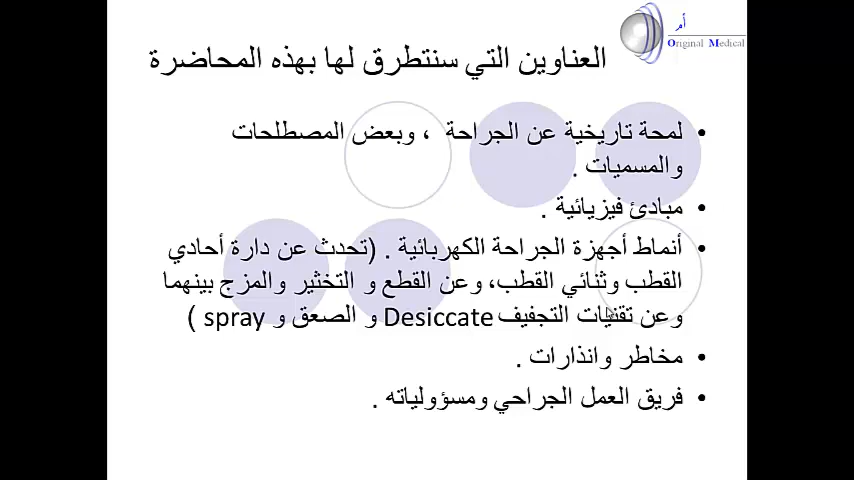 أم
Original Medical
العناوين التي سنتطرق لها بهذه المحاضرة
• لمحة تاريخية عن الجراحة ، وبعض المصطلحات
والمسميات .
• مبادئ فيزيائية .
• أنماط أجهزة الجراحة الكهربائية . (تحدث عن دارة أحادي
القطب وثنائي القطب، وعن القطع و التخثير والمزج بينهما
وعن تقنيات التجفيف Desiccate و الصعق و spray )
• مخاطر وانذارات .
• فريق العمل الجراحي ومسؤولياته .